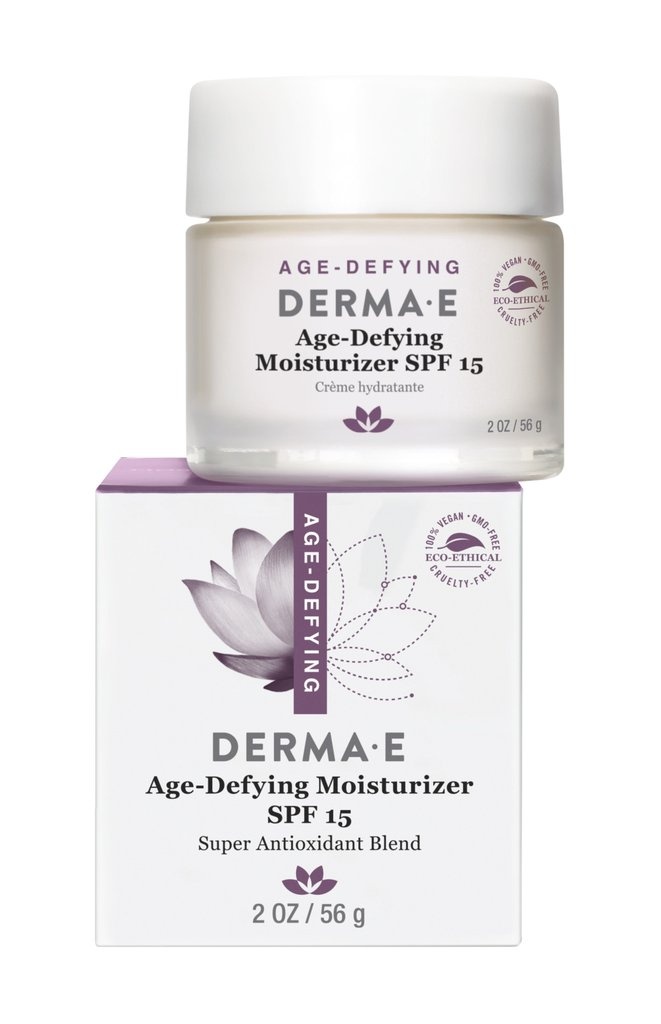 AGE-DEFYING
DERMA·E
Age-Defying
Moisturizer SPF 15
Crème hydratante
100% VEGAN · GMO-FREE
ECO-ETHICAL
CRUELTY-FREE
2 OZ / 56 g
AGE-DEFYING
100% VEGAN · GMO-FREE
ECO-ETHICAL
CRUELTY-FREE
DERMA·E
Age-Defying Moisturizer
SPF 15
Super Antioxidant Blend
2 OZ / 56 g